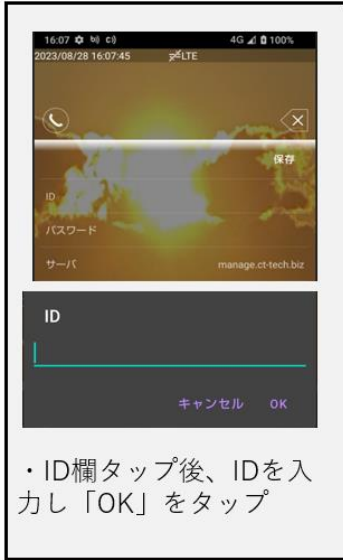 16:07 4G 100%
2023/08/28 16:07:45 LTE
保存
ID
パスワード
サーバ manage.ct-tech.biz
ID
キャンセル OK
・ID欄タップ後、IDを入
力し「OK」をタップ